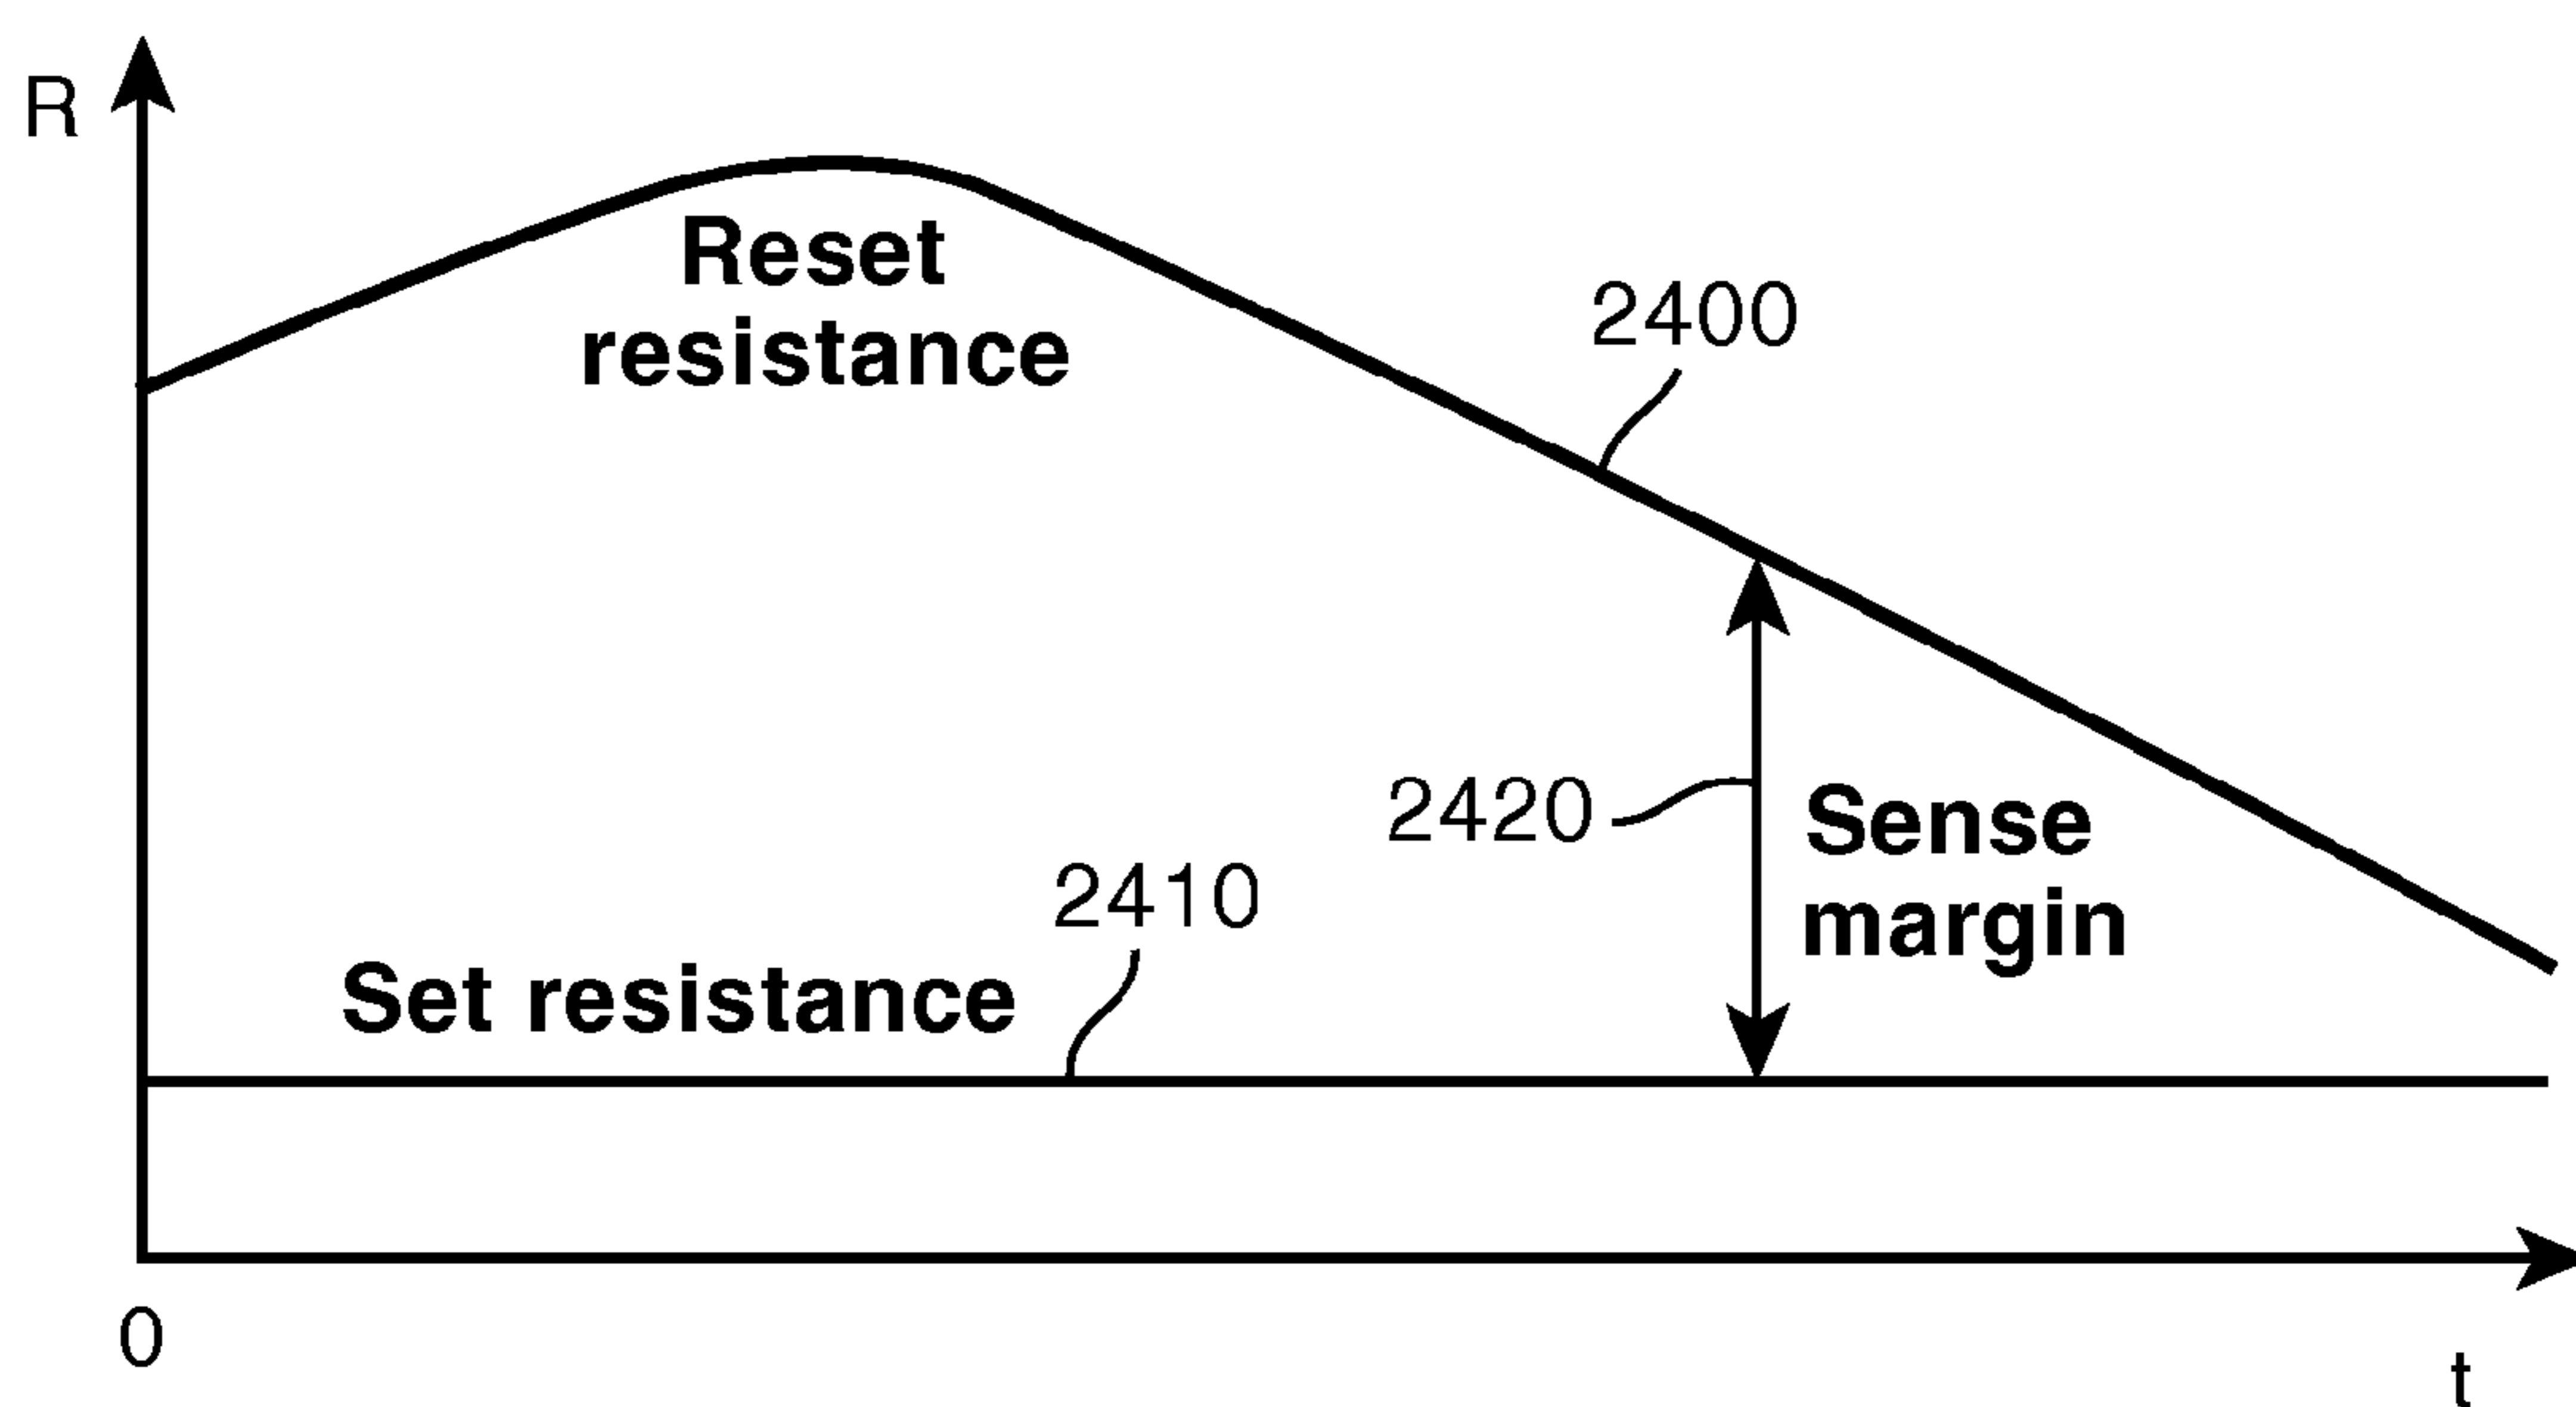 R
Reset
resistance
2400
2420
Sense
margin
2410
Set resistance
0
t